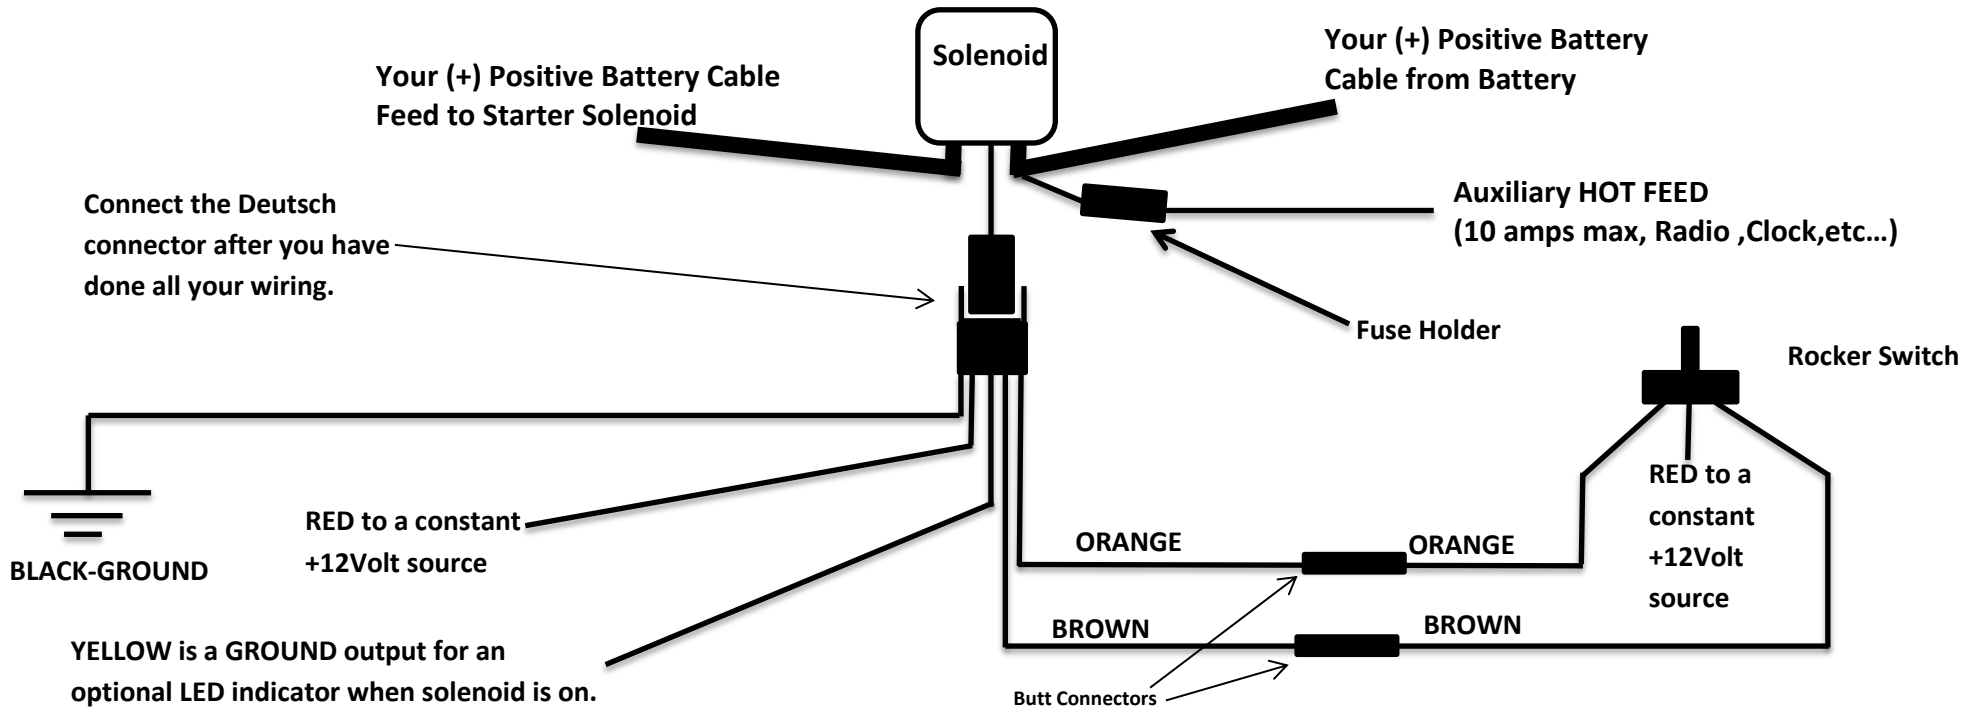 Solenoid
Your (+) Positive Battery
Cable from Battery
Your (+) Positive Battery Cable
Feed to Starter Solenoid
Connect the Deutsch
connector after you have
done all your wiring.
Auxiliary HOT FEED
(10 amps max, Radio ,Clock,etc...)
Fuse Holder
Rocker Switch
RED to a
constant
+12Volt
source
RED to a constant
+12Volt source
BLACK-GROUND
ORANGE
ORANGE
BROWN
BROWN
YELLOW is a GROUND output for an
optional LED indicator when solenoid is on.
Butt Connectors